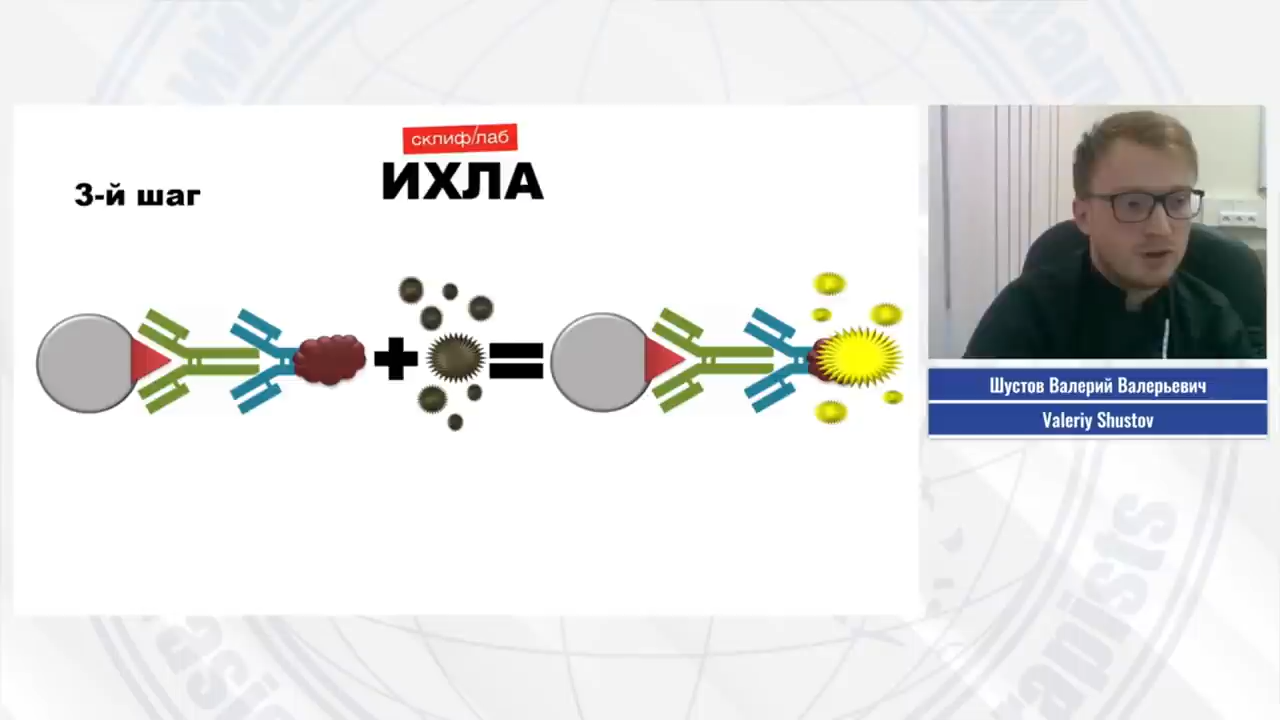 склиф/лаб
ИХЛА
3-й шаг
Шустов Валерий Валерьевич
Valeriy Shustov